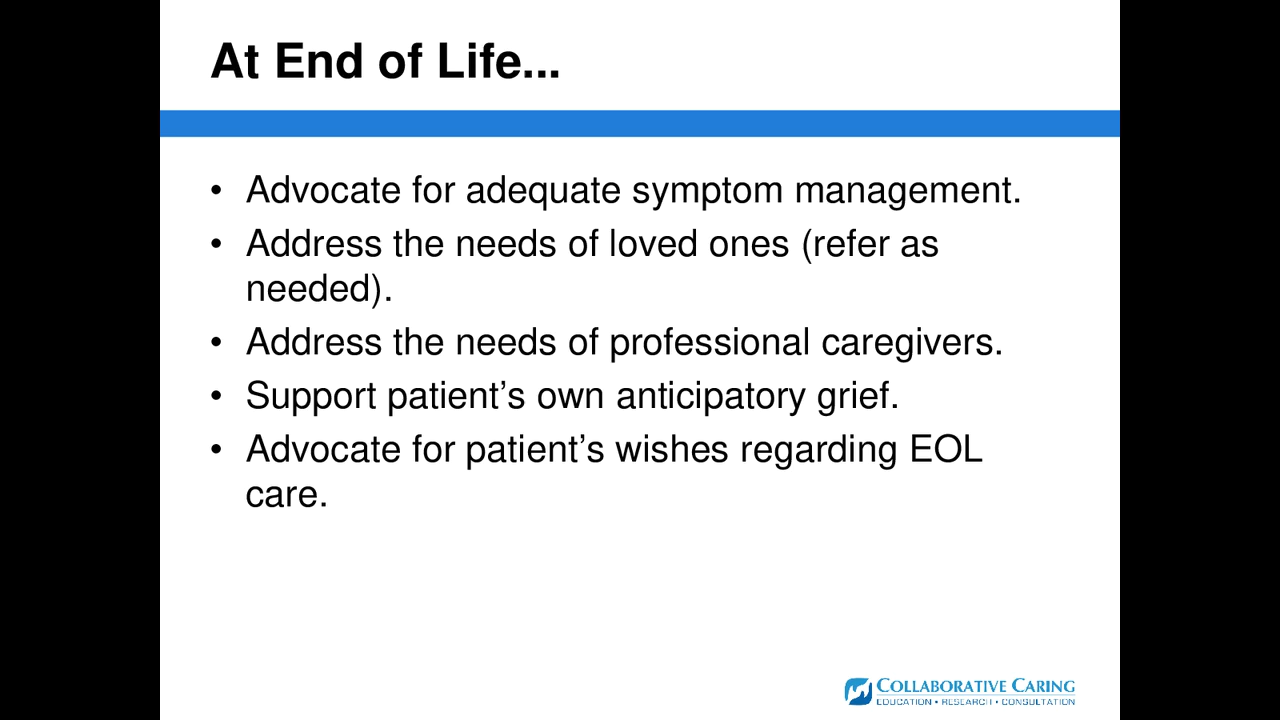 At End of Life...
• Advocate for adequate symptom management.
• Address the needs of loved ones (refer as
needed).
• Address the needs of professional caregivers.
• Support patient’s own anticipatory grief.
• Advocate for patient’s wishes regarding EOL
care.
COLLABORATIVE CARING
EDUCATION • RESEARCH • CONSULTATION